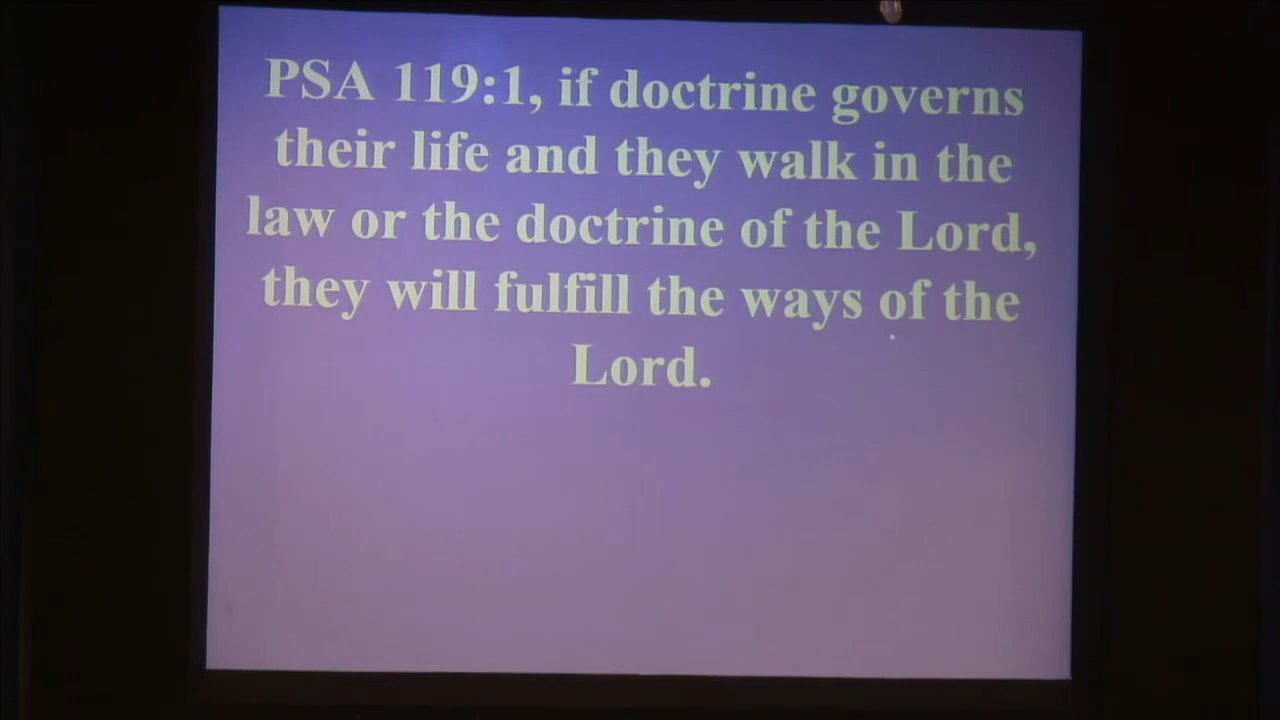 PSA 119:1, if doctrine governs
their life and they walk in the
law or the doctrine of the Lord,
they will fulfill the ways of the
Lord.